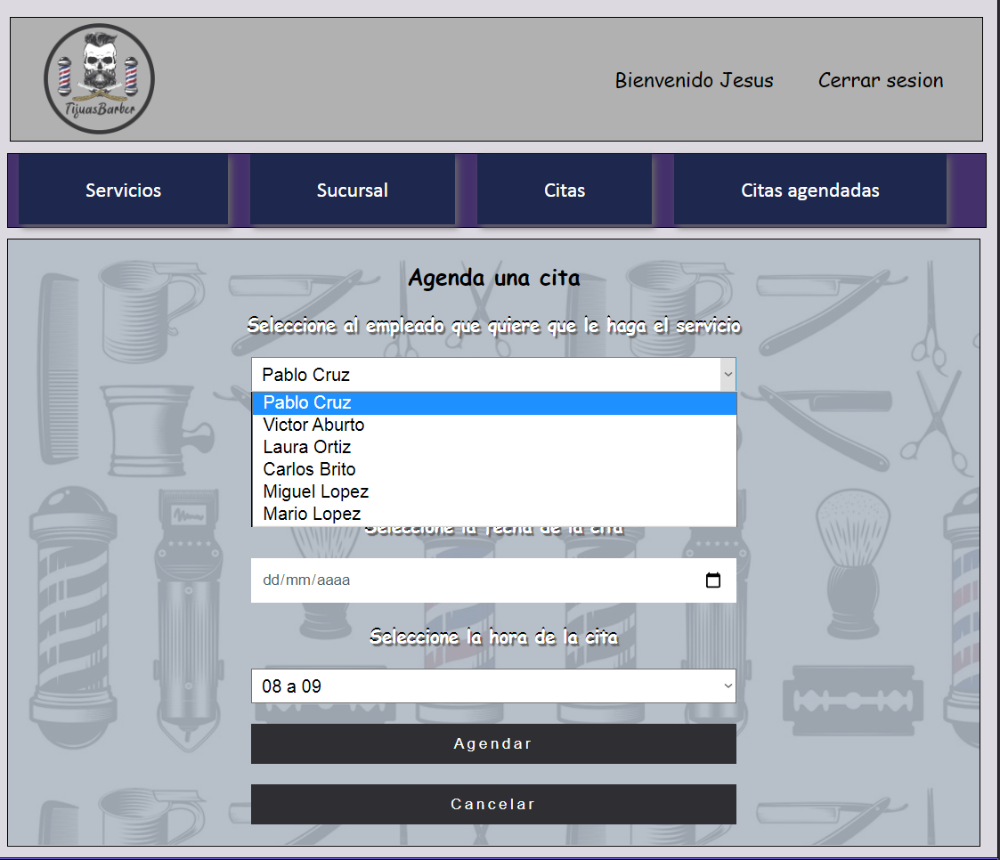 TijuasBarber
Bienvenido Jesus Cerrar sesion
Servicios Sucursal Citas Citas agendadas
Agenda una cita
Seleccione al empleado que quiere que le haga el servicio
Pablo Cruz
Pablo Cruz
Victor Aburto
Laura Ortiz
Carlos Brito
Miguel Lopez
Mario Lopez
Seleccione la fecha de la cita
dd/mm/aaaa
Seleccione la hora de la cita
08 a 09
Agendar
Cancelar